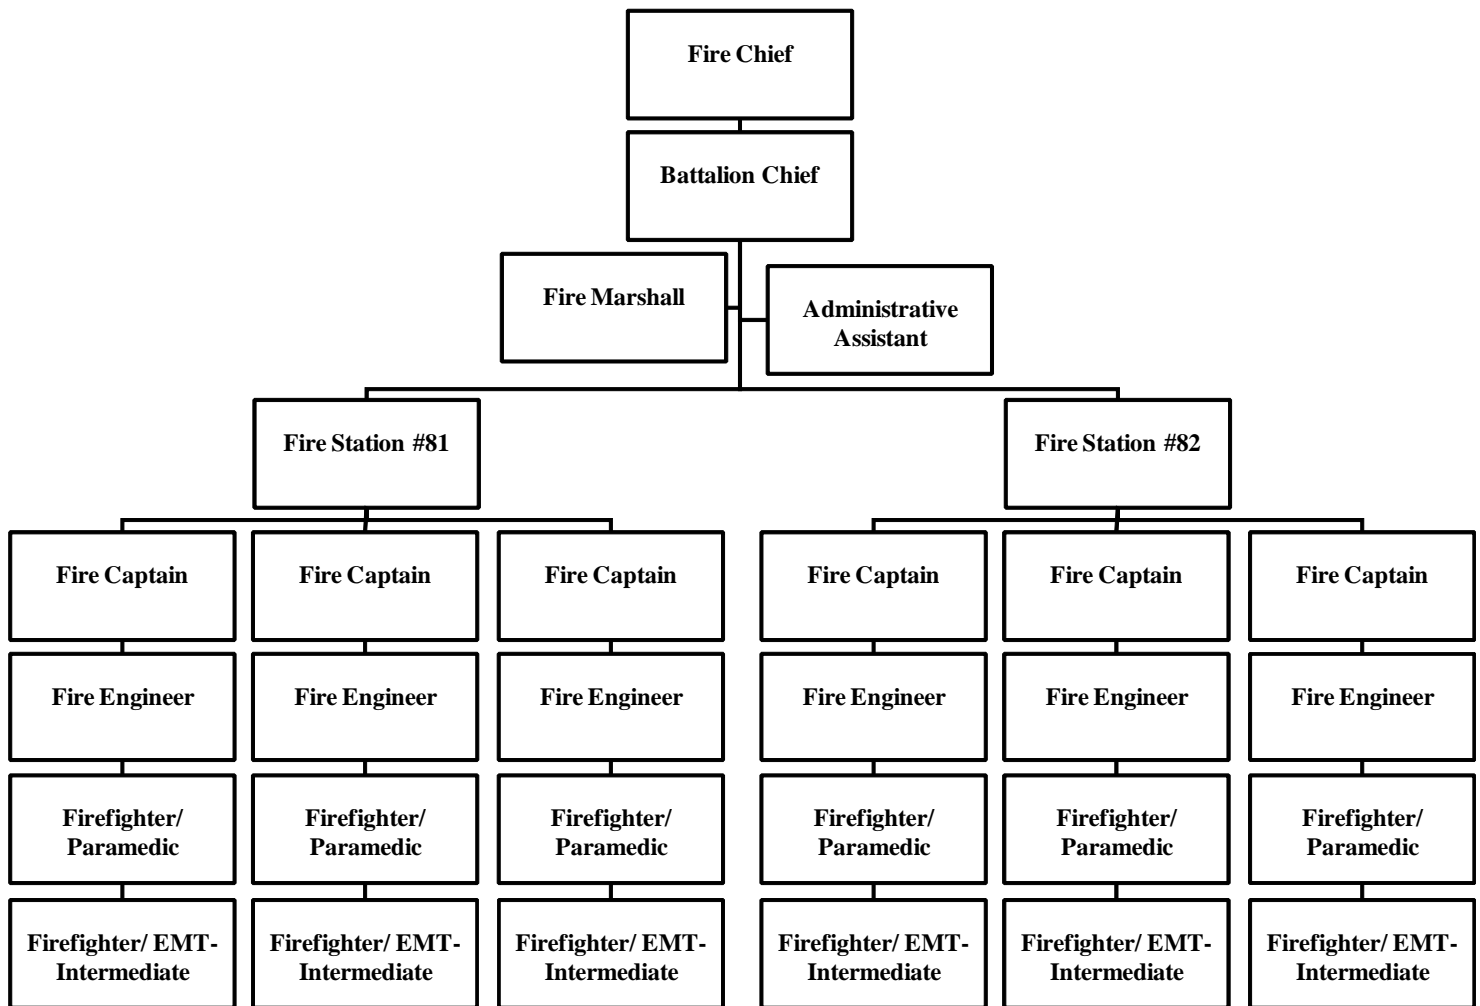 Fire Chief
Battalion Chief
Fire Marshall
Administrative
Assistant
Fire Station #81
Fire Station #82
Fire Captain
Fire Captain
Fire Captain
Fire Captain
Fire Captain
Fire Captain
Fire Engineer
Fire Engineer
Fire Engineer
Fire Engineer
Fire Engineer
Fire Engineer
Firefighter/
Paramedic
Firefighter/
Paramedic
Firefighter/
Paramedic
Firefighter/
Paramedic
Firefighter/
Paramedic
Firefighter/
Paramedic
Firefighter/ EMT-
Intermediate
Firefighter/ EMT-
Intermediate
Firefighter/ EMT-
Intermediate
Firefighter/ EMT-
Intermediate
Firefighter/ EMT-
Intermediate
Firefighter/ EMT-
Intermediate